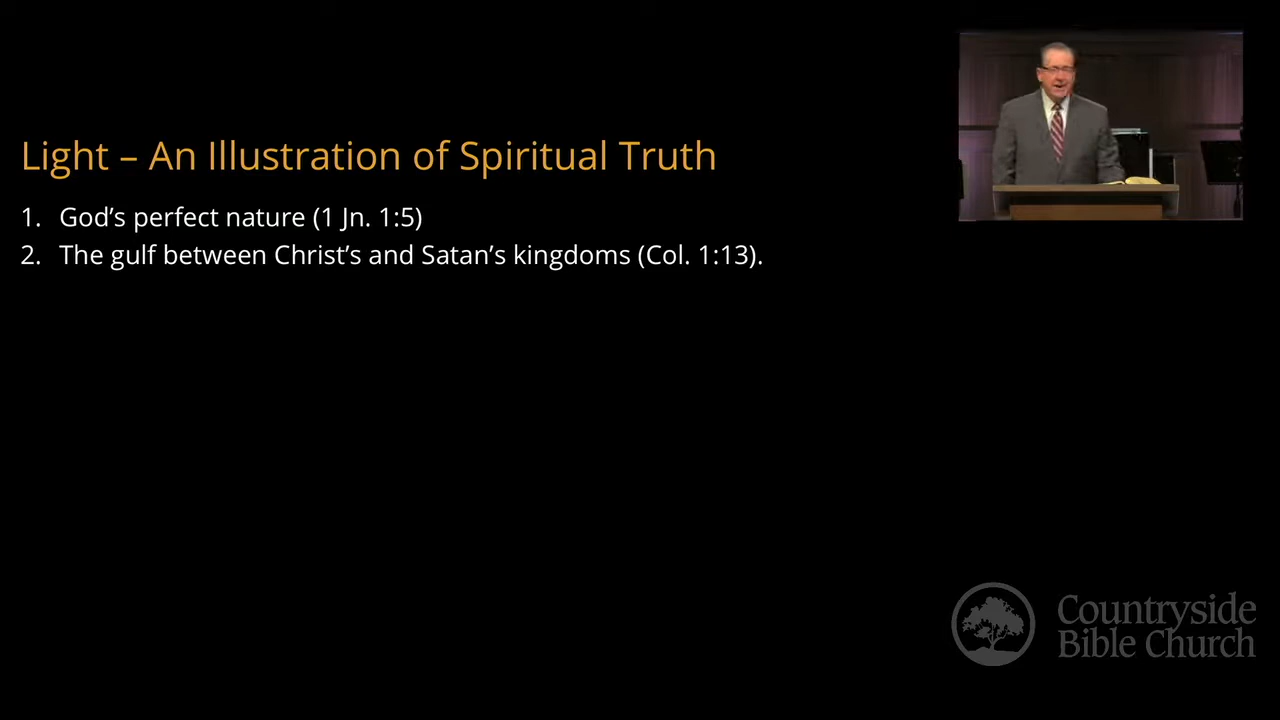 Light – An Illustration of Spiritual Truth
1. God’s perfect nature (1 Jn. 1:5)
2. The gulf between Christ’s and Satan’s kingdoms (Col. 1:13).
Countryside
Bible Church